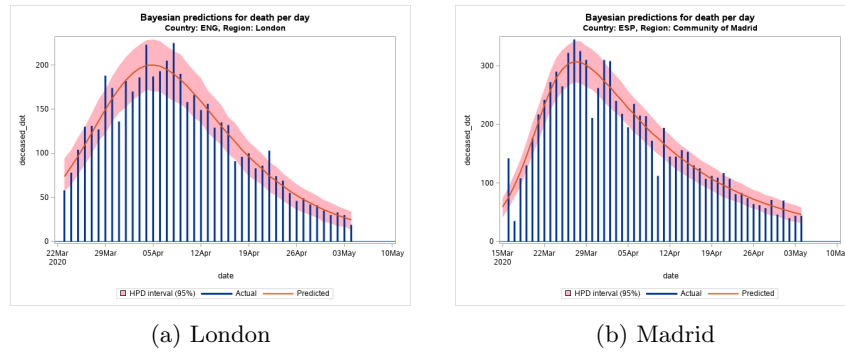 Bayesian predictions for death per day
Country: ENG, Region: London
200
150
100
50
0
deceased_dot
22Mar 29Mar 05Apr 12Apr 19Apr 26Apr 03May 10May
2020
date
HPD interval (95%) Actual Predicted
(a) London
Bayesian predictions for death per day
Country: ESP, Region: Community of Madrid
300
200
100
0
deceased_dot
15Mar 22Mar 29Mar 05Apr 12Apr 19Apr 26Apr 03May 10May
2020
date
HPD interval (95%) Actual Predicted
(b) Madrid